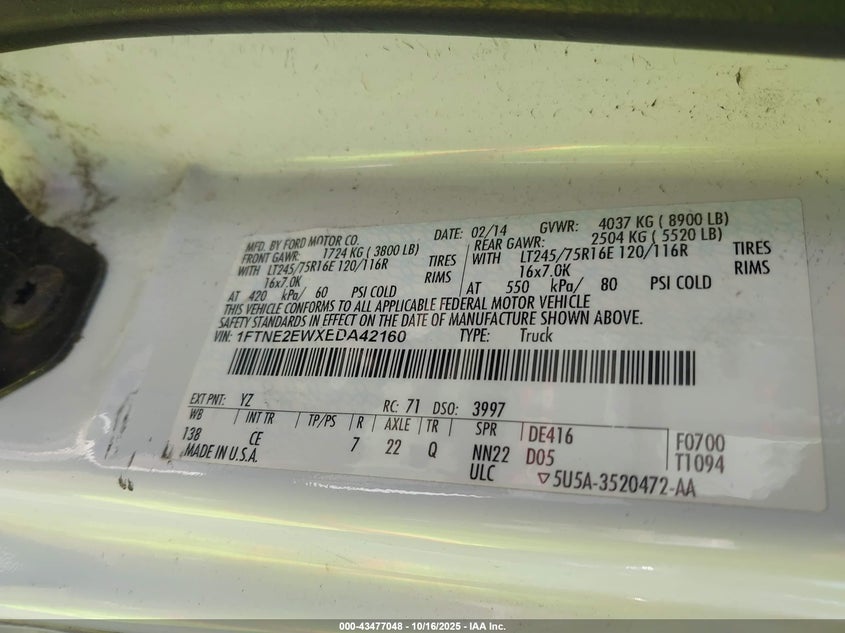 MFD. BY FORD MOTOR CO. DATE: 02/14 GVWR: 4037 KG ( 8900 LB)
FRONT GAWR: 1724 KG ( 3800 LB) REAR GAWR: 2504 KG ( 5520 LB)
WITH LT245/75R16E 120/116R TIRES WITH LT245/75R16E 120/116R TIRES
16x7.0K RIMS 16x7.0K RIMS
AT 420 kPa/ 60 PSI COLD AT 550 kPa/ 80 PSI COLD
THIS VEHICLE CONFORMS TO ALL APPLICABLE FEDERAL MOTOR VEHICLE
SAFETY STANDARDS IN EFFECT ON THE DATE OF MANUFACTURE SHOWN ABOVE.
VIN: 1FTNE2EWXEDA42160 TYPE: Truck
EXT PNT: YZ RC: 71 DSO: 3997
WB INT TR TP/PS R AXLE TR SPR DE416 F0700
138 CE 7 22 Q NN22 D05 T1094
MADE IN U.S.A. ULC ▽5U5A-3520472-AA
000-43477048 - 10/16/2025 - IAA Inc.